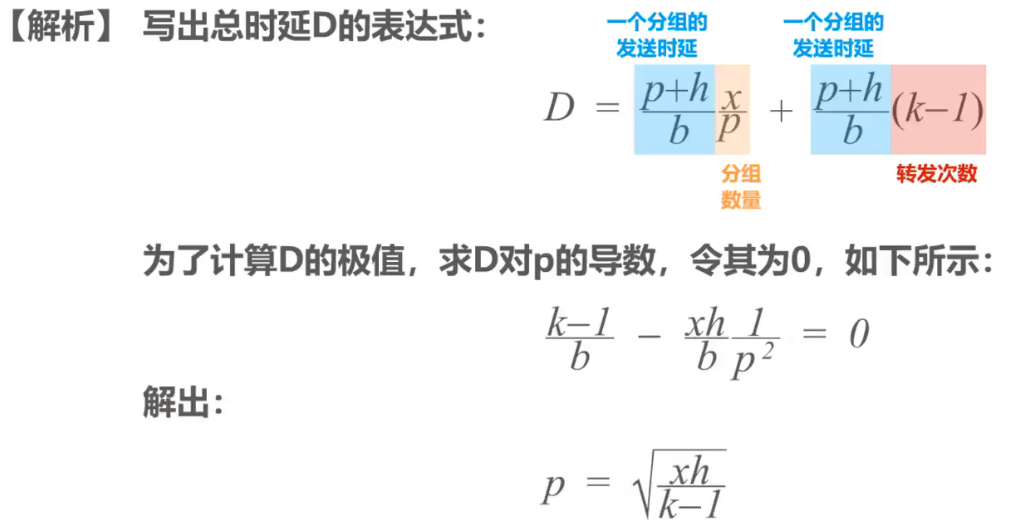 【解析】 写出总时延D的表达式：
一个分组的 一个分组的
发送时延 发送时延
D = \frac{p+h}{b} \frac{x}{p} + \frac{p+h}{b} (k-1)
分组 转发次数
数量
为了计算D的极值，求D对p的导数，令其为0，如下所示：
\frac{k-1}{b} - \frac{xh}{b} \frac{1}{p^2} = 0
解出：
p = \sqrt{\frac{xh}{k-1}}